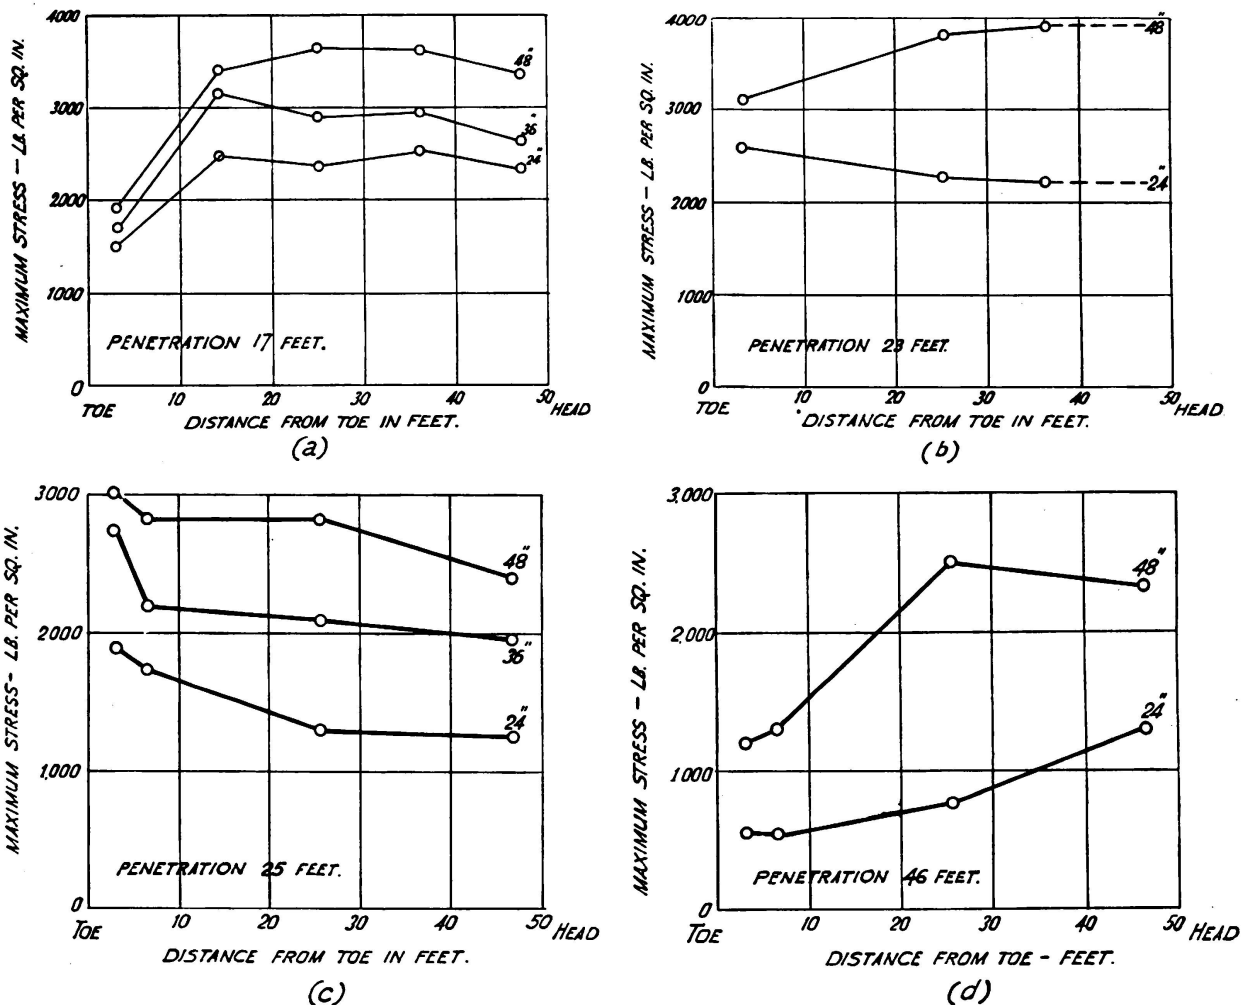 MAXIMUM STRESS — LB. PER SQ. IN.
4000
3000
2000
1000
0
48"
36"
24"
PENETRATION 17 FEET.
TOE 10 20 30 40 50 HEAD
DISTANCE FROM TOE IN FEET.
(a)
MAXIMUM STRESS — LB. PER SQ. IN.
4000
3000
2000
1000
0
48"
24"
PENETRATION 23 FEET.
TOE 10 20 30 40 50 HEAD
DISTANCE FROM TOE IN FEET.
(b)
MAXIMUM STRESS- LB. PER SQ. IN.
3000
2000
1,000
0
48"
36"
24"
PENETRATION 25 FEET.
TOE 10 20 30 40 50 HEAD
DISTANCE FROM TOE IN FEET.
(c)
MAXIMUM STRESS — LB. PER SQ. IN.
3,000
2,000
1000
0
48"
24"
PENETRATION 46 FEET.
TOE 10 20 30 40 50 HEAD
DISTANCE FROM TOE - FEET.
(d)